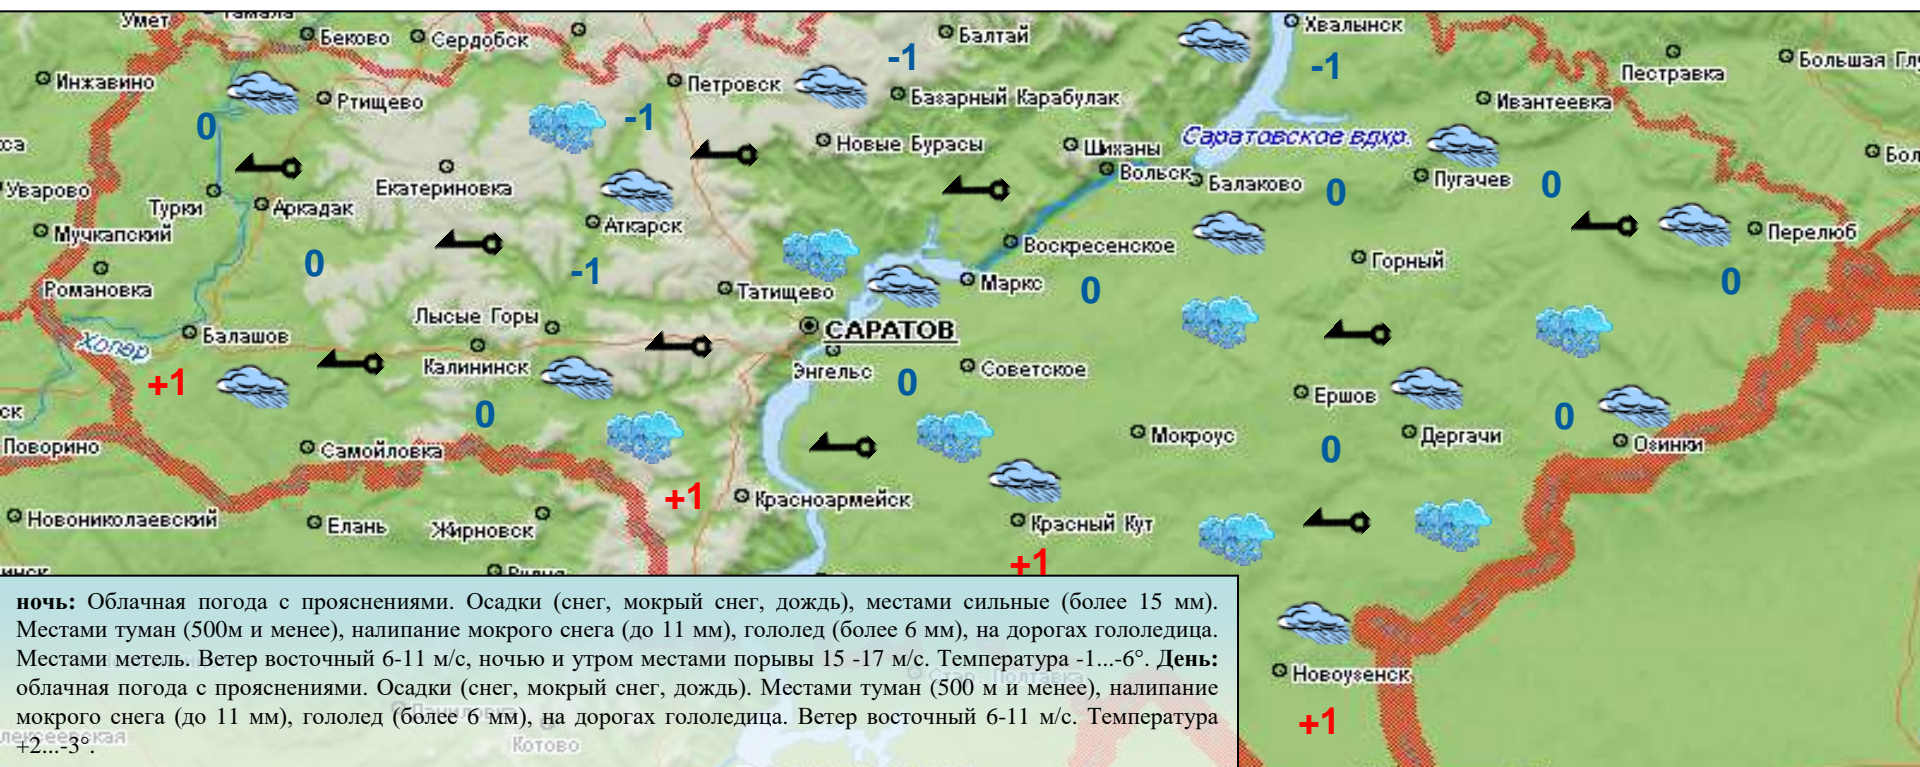 Умет
Тамала
Беково
Сердобск
-1
Балтай
Хвалынск
-1
Инжавино
Ртищево
Петровск
Базарный Карабулак
Ивантеевка
Пестравка
Большая Глу
0
-1
Новые Бурасы
Шиханы
Саратовское вдхр.
Уварово
Екатериновка
Вольск
Балаково
0
Пугачев
0
Бол
Турки
Аркадак
Аткарск
Мучкапский
Воскресенское
Горный
Перелюб
0
-1
Романовка
Татищево
Маркс
0
0
Лысые Горы
САРАТОВ
Балашов
Хопер
Калининск
Энгельс
0
Советское
+1
Ершов
0
ск
0
Поворино
Самойловка
Мокроус
0
Дергачи
Озинки
+1
Красноармейск
Новониколаевский
Елань
Жирновск
Красный Кут
+1
ночь: Облачная погода с прояснениями. Осадки (снег, мокрый снег, дождь), местами сильные (более 15 мм).
Местами туман (500м и менее), налипание мокрого снега (до 11 мм), гололед (более 6 мм), на дорогах гололедица.
Местами метель. Ветер восточный 6-11 м/с, ночью и утром местами порывы 15 -17 м/с. Температура -1...-6°. День:
облачная погода с прояснениями. Осадки (снег, мокрый снег, дождь). Местами туман (500 м и менее), налипание
мокрого снега (до 11 мм), гололед (более 6 мм), на дорогах гололедица. Ветер восточный 6-11 м/с. Температура
+2...-3°.
Котово
Новоузенск
+1